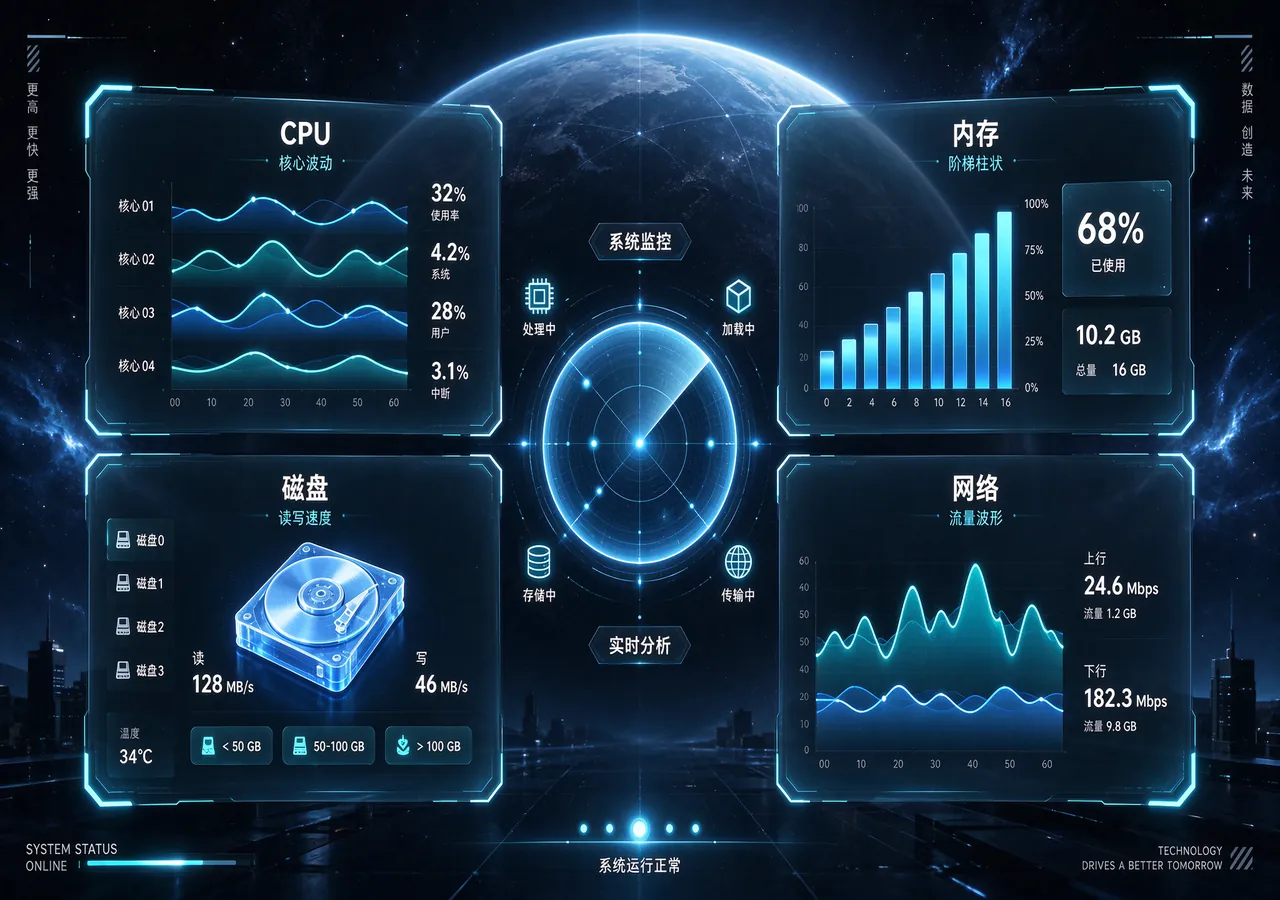 更高 更快 更强
数据 创造 未来
CPU
核心波动
核心 01
核心 02
核心 03
核心 04
32%
使用率
4.2%
系统
28%
用户
3.1%
中断
00 10 20 30 40 50 60
系统监控
处理中
加载中
存储中
传输中
实时分析
内存
阶梯柱状
100
80
60
40
20
0
100%
75%
50%
25%
0%
0 2 4 6 8 10 12 14 16
68%
已使用
10.2 GB
总量 16 GB
磁盘
读写速度
磁盘0
磁盘1
磁盘2
磁盘3
读
128 MB/s
写
46 MB/s
温度
34℃
< 50 GB
50-100 GB
> 100 GB
网络
流量波形
60
40
50
50
40
20
10
0
00 10 20 30 40 50 60
上行
24.6 Mbps
流量 1.2 GB
下行
182.3 Mbps
流量 9.8 GB
SYSTEM STATUS
ONLINE
系统运行正常
TECHNOLOGY
DRIVES A BETTER TOMORROW